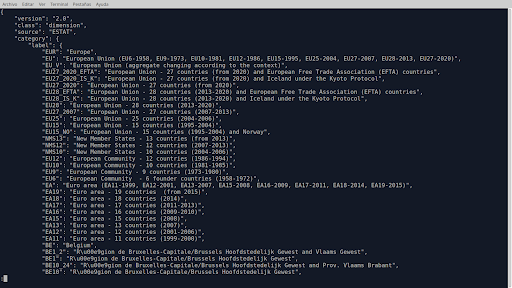 Archivo Editar Ver Terminal Pestañas Ayuda
{
"version": "2.0",
"class": "dimension",
"source": "ESTAT",
"category": {
"label": {
"EUR": "Europe",
"EU": "European Union (EU6-1958, EU9-1973, EU10-1981, EU12-1986, EU15-1995, EU25-2004, EU27-2007, EU28-2013, EU27-2020)",
"EU_V": "European Union (aggregate changing according to the context)",
"EU27_2020_EFTA": "European Union - 27 countries (from 2020) and European Free Trade Association (EFTA) countries",
"EU27_2020_IS_K": "European Union - 27 countries (from 2020) and Iceland under the Kyoto Protocol",
"EU27_2020": "European Union - 27 countries (from 2020)",
"EU28_EFTA": "European Union - 28 countries (2013-2020) and European Free Trade Association (EFTA) countries",
"EU28_IS_K": "European Union - 28 countries (2013-2020) and Iceland under the Kyoto Protocol",
"EU28": "European Union - 28 countries (2013-2020)",
"EU27_2007": "European Union - 27 countries (2007-2013)",
"EU25": "European Union - 25 countries (2004-2006)",
"EU15": "European Union - 15 countries (1995-2004)",
"EU15_NO": "European Union - 15 countries (1995-2004) and Norway",
"NMS13": "New Member States - 13 countries (from 2013)",
"NMS12": "New Member States - 12 countries (2007-2013)",
"NMS10": "New Member States - 10 countries (2004-2006)",
"EU12": "European Community - 12 countries (1986-1994)",
"EU10": "European Community - 10 countries (1981-1985)",
"EU9": "European Community - 9 countries (1973-1980)",
"EU6": "European Community - 6 founder countries (1958-1972)",
"EA": "Euro area (EA11-1999, EA12-2001, EA13-2007, EA15-2008, EA16-2009, EA17-2011, EA18-2014, EA19-2015)",
"EA19": "Euro area - 19 countries (from 2015)",
"EA18": "Euro area - 18 countries (2014)",
"EA17": "Euro area - 17 countries (2011-2013)",
"EA16": "Euro area - 16 countries (2009-2010)",
"EA15": "Euro area - 15 countries (2008)",
"EA13": "Euro area - 13 countries (2007)",
"EA12": "Euro area - 12 countries (2001-2006)",
"EA11": "Euro area - 11 countries (1999-2000)",
"BE": "Belgium",
"BE1_2": "R\u00e9gion de Bruxelles-Capitale/Brussels Hoofdstedelijk Gewest and Vlaams Gewest",
"BE1": "R\u00e9gion de Bruxelles-Capitale/Brussels Hoofdstedelijk Gewest",
"BE10_24": "R\u00e9gion de Bruxelles-Capitale/Brussels Hoofdstedelijk Gewest and Prov. Vlaams Brabant",
"BE10": "R\u00e9gion de Bruxelles-Capitale/Brussels Hoofdstedelijk Gewest",
: